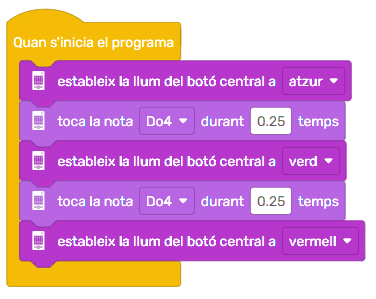 Quan s'inicia el programa
estableix la llum del botó central a atzur
toca la nota Do4 durant 0.25 temps
estableix la llum del botó central a verd
toca la nota Do4 durant 0.25 temps
estableix la llum del botó central a vermell